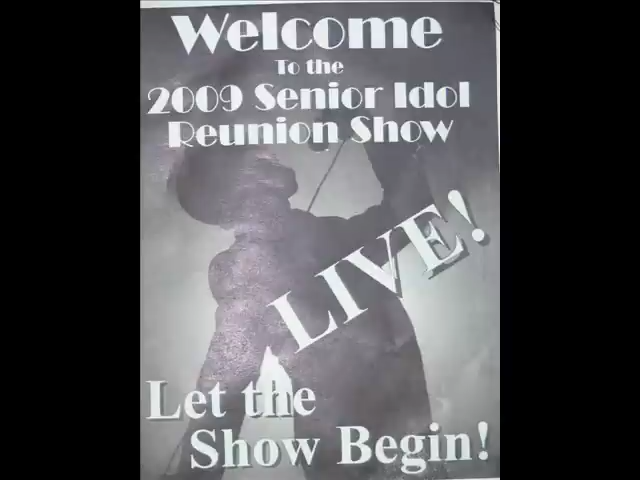 Welcome
To the
2009 Senior Idol
Reunion Show
LIVE!
Let the
Show Begin!